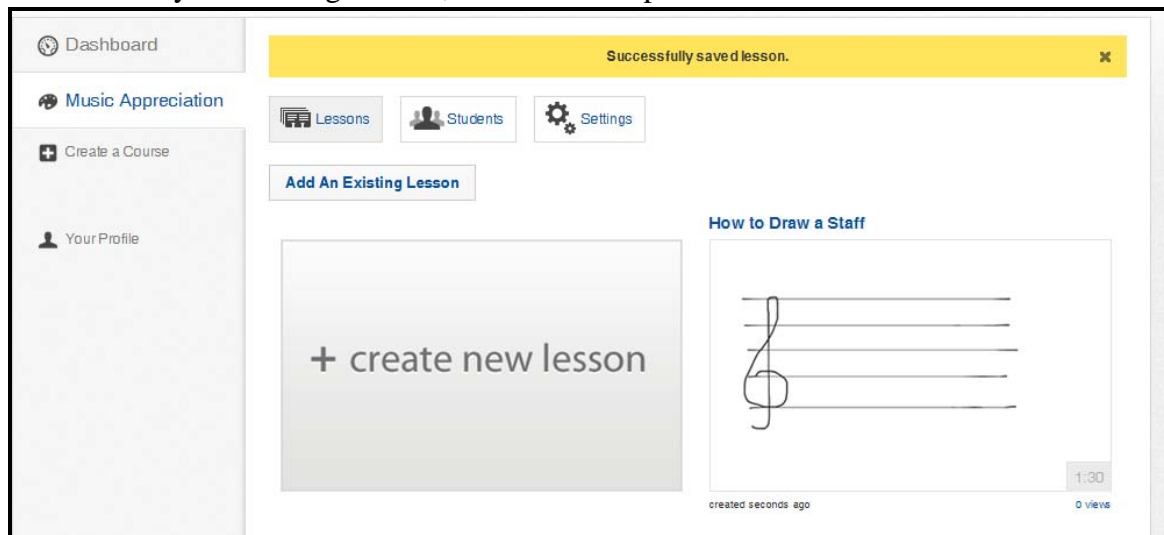 Dashboard
Music Appreciation
Create a Course
Your Profile
Successfully saved lesson.
Lessons Students Settings
Add An Existing Lesson
+ create new lesson
How to Draw a Staff
1:30
created seconds ago 0 views